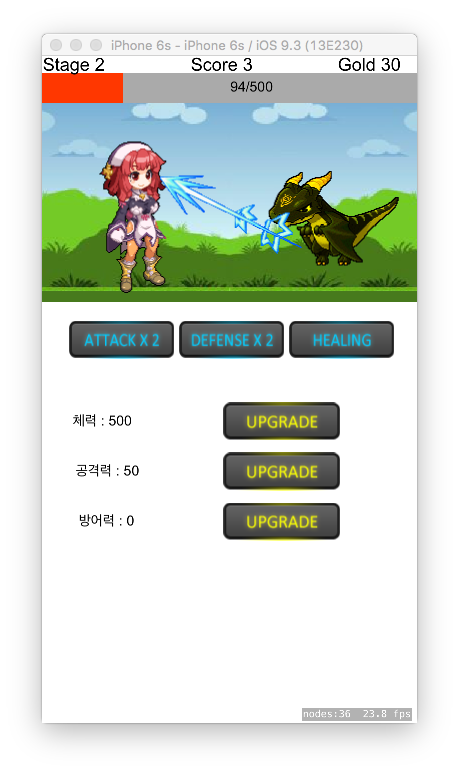 iPhone 6s - iPhone 6s / iOS 9.3 (13E230)
Stage 2 Score 3 Gold 30
94/500
ATTACK X 2 DEFENSE X 2 HEALING
체력 : 500 UPGRADE
공격력 : 50 UPGRADE
방어력 : 0 UPGRADE
nodes:36 23.8 fps